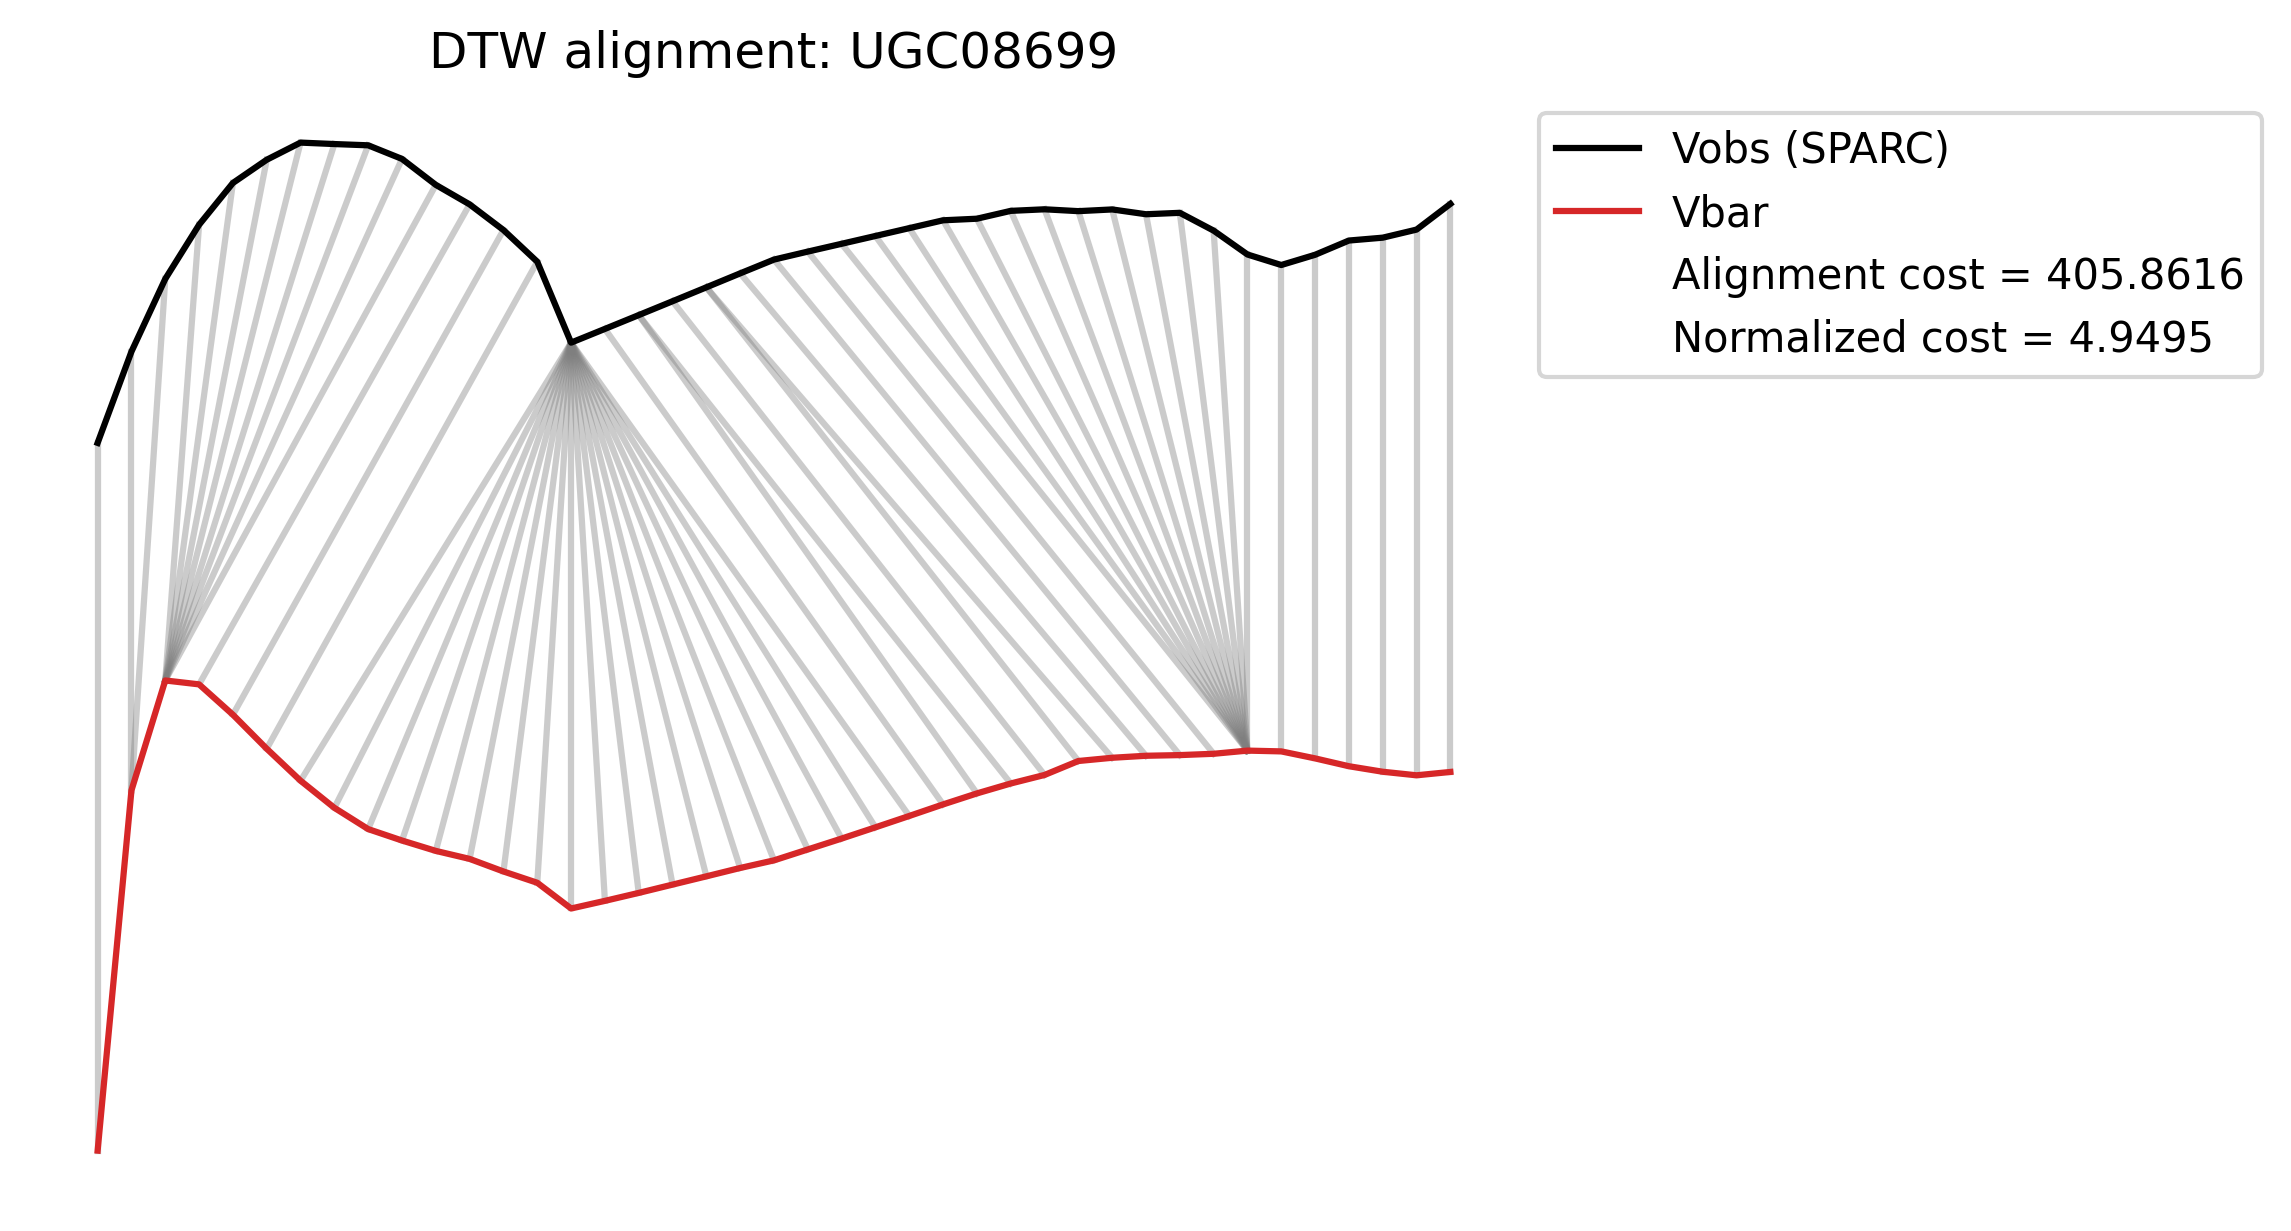 DTW alignment: UGC08699
Vobs (SPARC)
Vbar
Alignment cost = 405.8616
Normalized cost = 4.9495